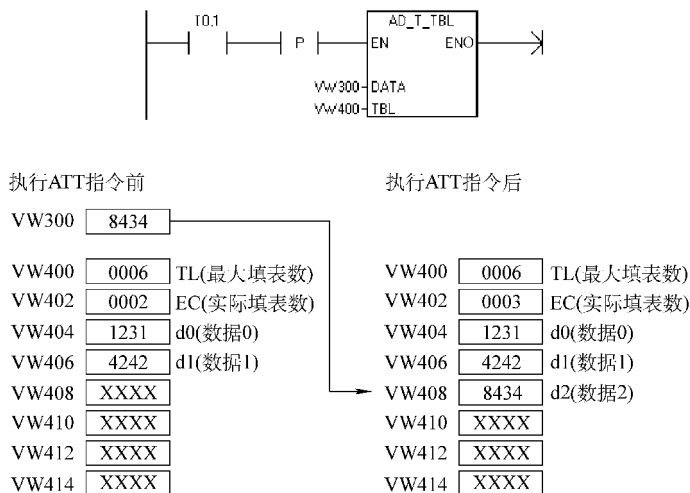 I0.1
AD_T_TBL
P
EN ENO
VW300 DATA
VW400 TBL
执行ATT指令前
执行ATT指令后
VW300 8434
VW400 0006 TL(最大填表数)
VW400 0006 TL(最大填表数)
VW402 0002 EC(实际填表数)
VW402 0003 EC(实际填表数)
VW404 1231 d0(数据0)
VW404 1231 d0(数据0)
VW406 4242 d1(数据1)
VW406 4242 d1(数据1)
VW408 XXXX
VW408 8434 d2(数据2)
VW410 XXXX
VW410 XXXX
VW412 XXXX
VW412 XXXX
VW414 XXXX
VW414 XXXX